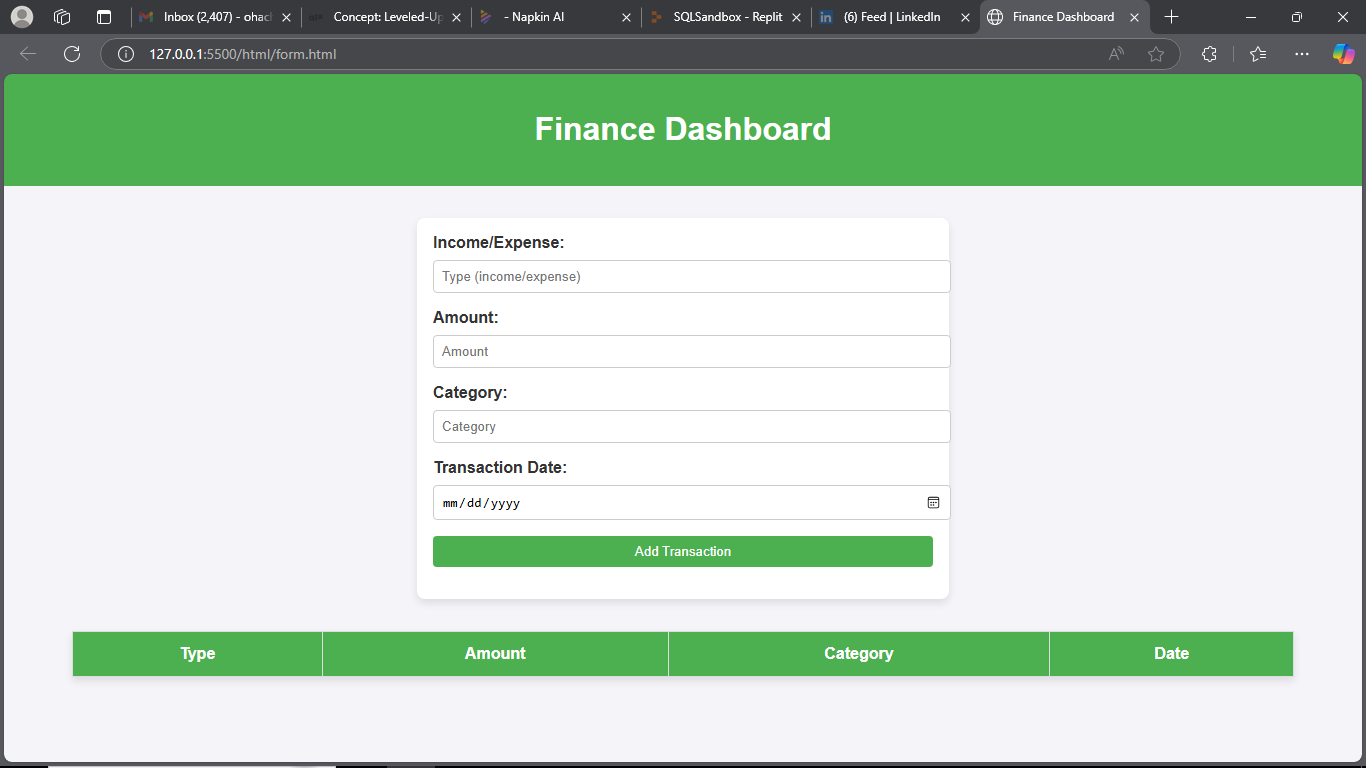 Inbox (2,407) - ohach
Concept: Leveled-Up
- Napkin AI
SQLSandbox - Replit
(6) Feed | LinkedIn
Finance Dashboard
127.0.0.1:5500/html/form.html
Finance Dashboard
Income/Expense:
Type (income/expense)
Amount:
Amount
Category:
Category
Transaction Date:
mm/dd/yyyy
Add Transaction
Type Amount Category Date